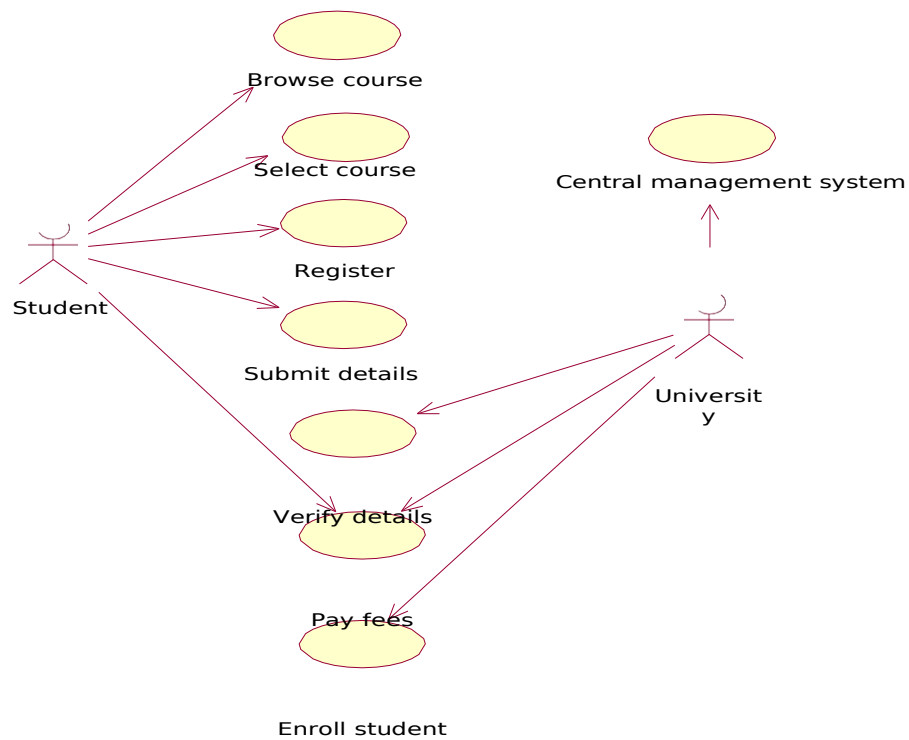 Browse course
Select course
Central management system
Register
Student
Submit details
Universit
y
Verify details
Pay fees
Enroll student